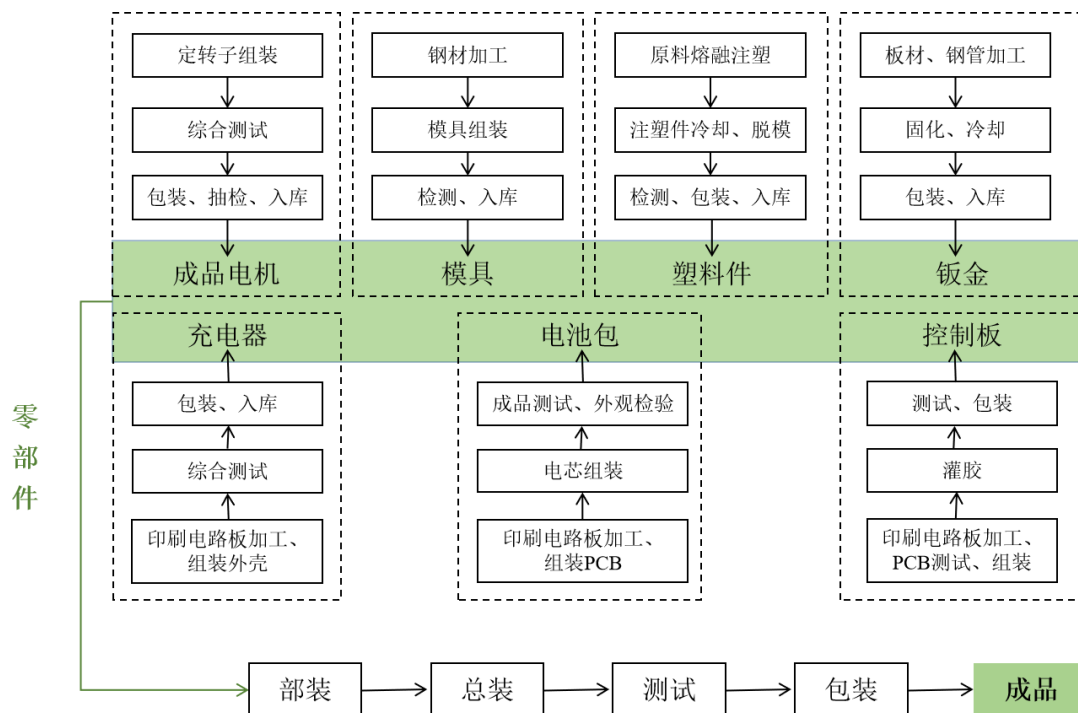 定转子组装
钢材加工
原料熔融注塑
板材、钢管加工
综合测试
模具组装
注塑件冷却、脱模
固化、冷却
包装、抽检、入库
检测、入库
检测、包装、入库
包装、入库
成品电机
模具
塑料件
钣金
充电器
电池包
控制板
包装、入库
成品测试、外观检验
测试、包装
综合测试
电芯组装
灌胶
印刷电路板加工、
组装外壳
印刷电路板加工、
组装PCB
印刷电路板加工、
PCB测试、组装
零
部
件
部装
总装
测试
包装
成品